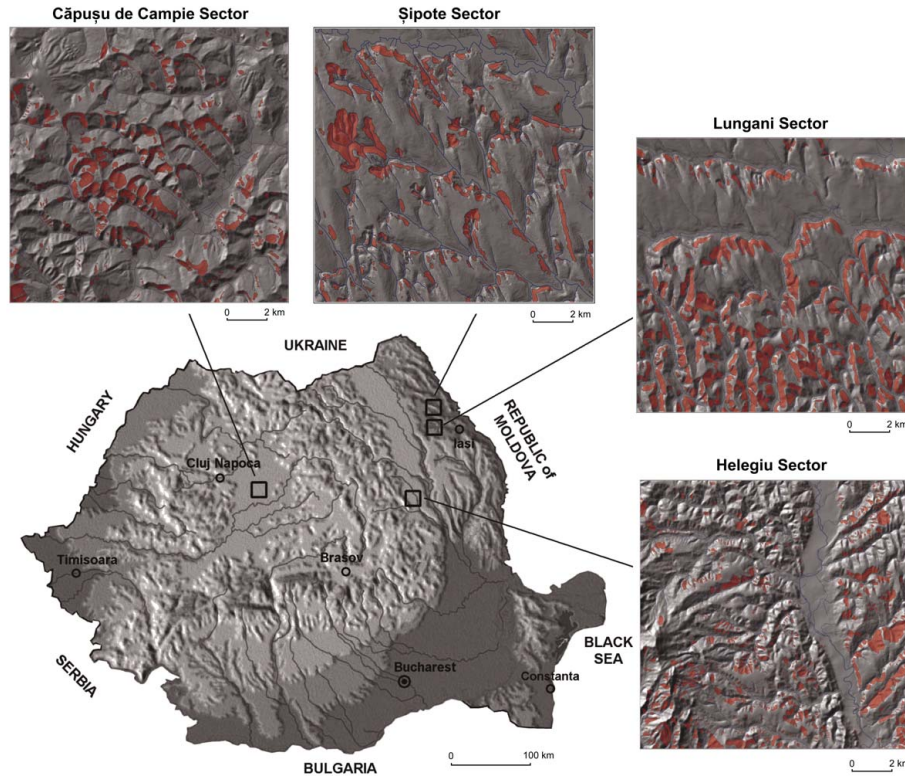 Căpușu de Campie Sector
Șipote Sector
0 2 km
0 2 km
Lungani Sector
0 2 km
UKRAINE
HUNGARY
REPUBLIC of
MOLDOVA
Iasi
Cluj Napoca
Helegiu Sector
Timisoara
Brasov
SERBIA
BLACK
SEA
Bucharest
Constanta
0 100 km
BULGARIA
0 2 km